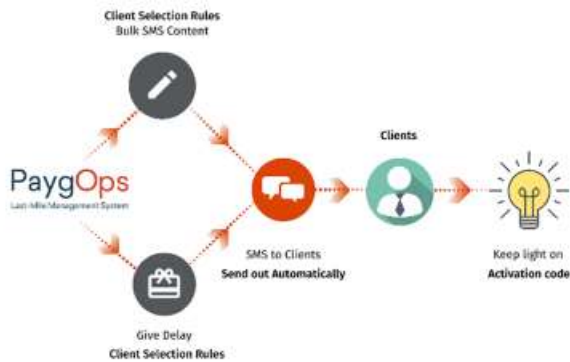 Client Selection Rules
Bulk SMS Content
Clients
PaygOps
Last-Mile Management System
SMS to Clients
Send out Automatically
Keep light on
Activation code
Give Delay
Client Selection Rules